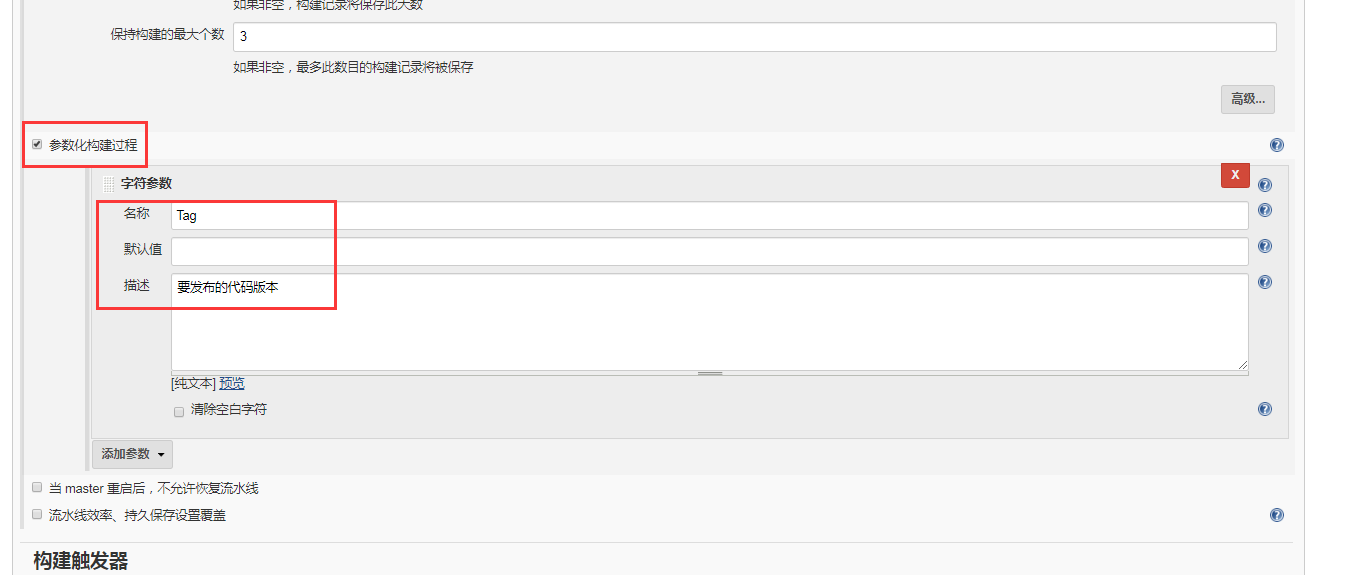 如果非空，构建记录将保存此天数
保持构建的最大个数 3
如果非空，最多此数目的构建记录将被保存
高级...
参数化构建过程
字符参数 X
名称 Tag
默认值
描述 要发布的代码版本
[纯文本] 预览
清除空白字符
添加参数
当 master 重启后，不允许恢复流水线
流水线效率、持久保存设置覆盖
构建触发器